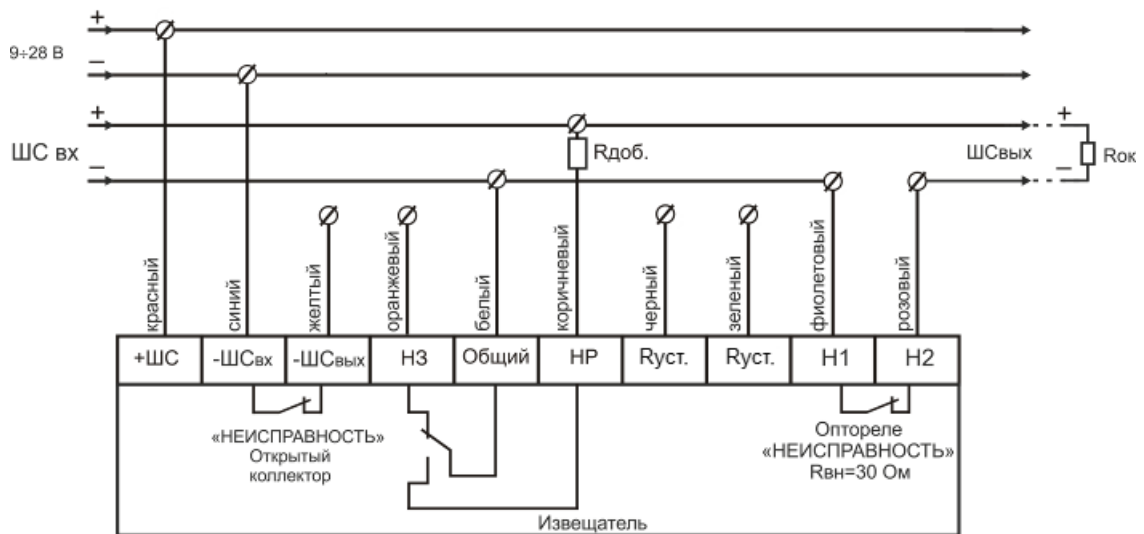 +
9÷28 В
−
+
ШС вх
−
Rдоб.
+
ШСвых
−
Rок
красный
синий
желтый
оранжевый
белый
коричневый
черный
зеленый
фиолетовый
розовый
+ШС
-ШСвх
-ШСвых
НЗ
Общий
НР
Rуст.
Rуст.
Н1
Н2
«НЕИСПРАВНОСТЬ»
Открытый
коллектор
Оптореле
«НЕИСПРАВНОСТЬ»
Rвн=30 Ом
Извещатель